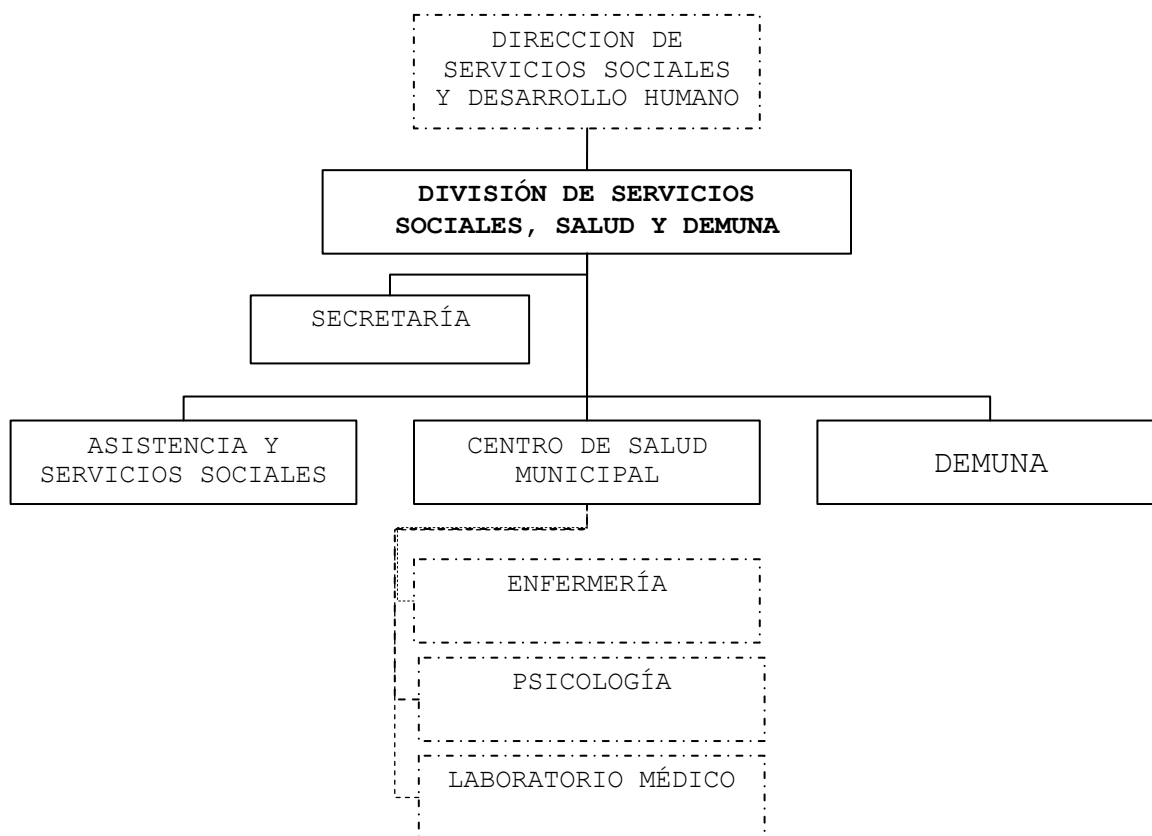 DIRECCION DE
SERVICIOS SOCIALES
Y DESARROLLO HUMANO
DIVISIÓN DE SERVICIOS
SOCIALES, SALUD Y DEMUNA
SECRETARÍA
ASISTENCIA Y
SERVICIOS SOCIALES
CENTRO DE SALUD
MUNICIPAL
DEMUNA
ENFERMERÍA
PSICOLOGÍA
LABORATORIO MÉDICO